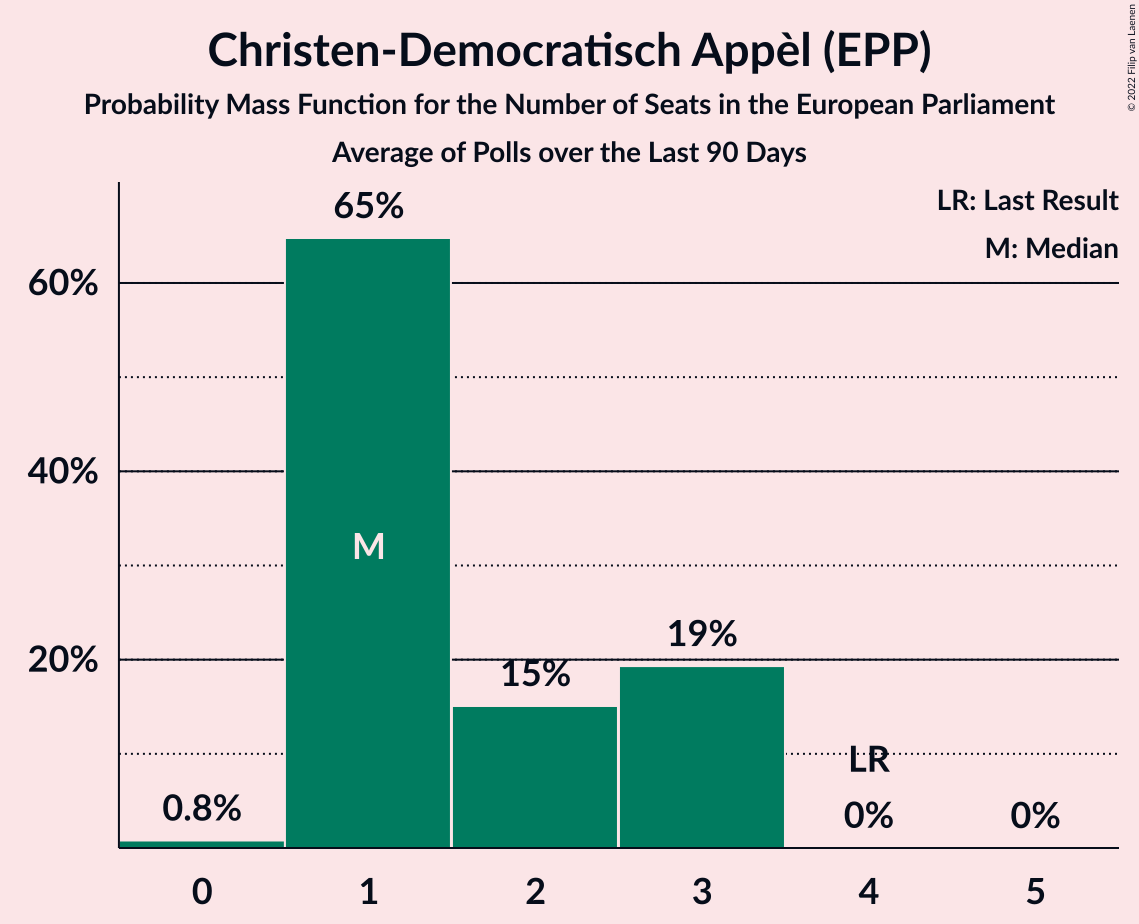 Christen-Democratisch Appèl (EPP)
Probability Mass Function for the Number of Seats in the European Parliament
Average of Polls over the Last 90 Days
© 2022 Filip van Laenen
LR: Last Result
M: Median
65%
60%
40%
M
19%
20%
15%
LR
0.8%
0%
0%
0 1 2 3 4 5